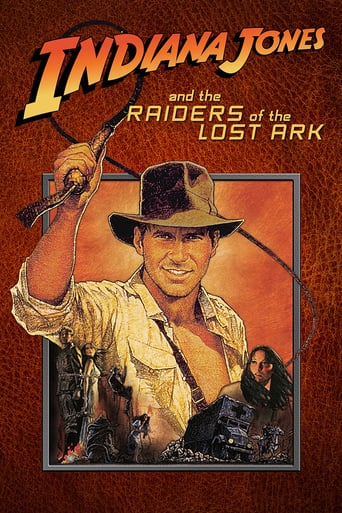 INDIANA JONES
and the
RAIDERS of the
LOST ARK